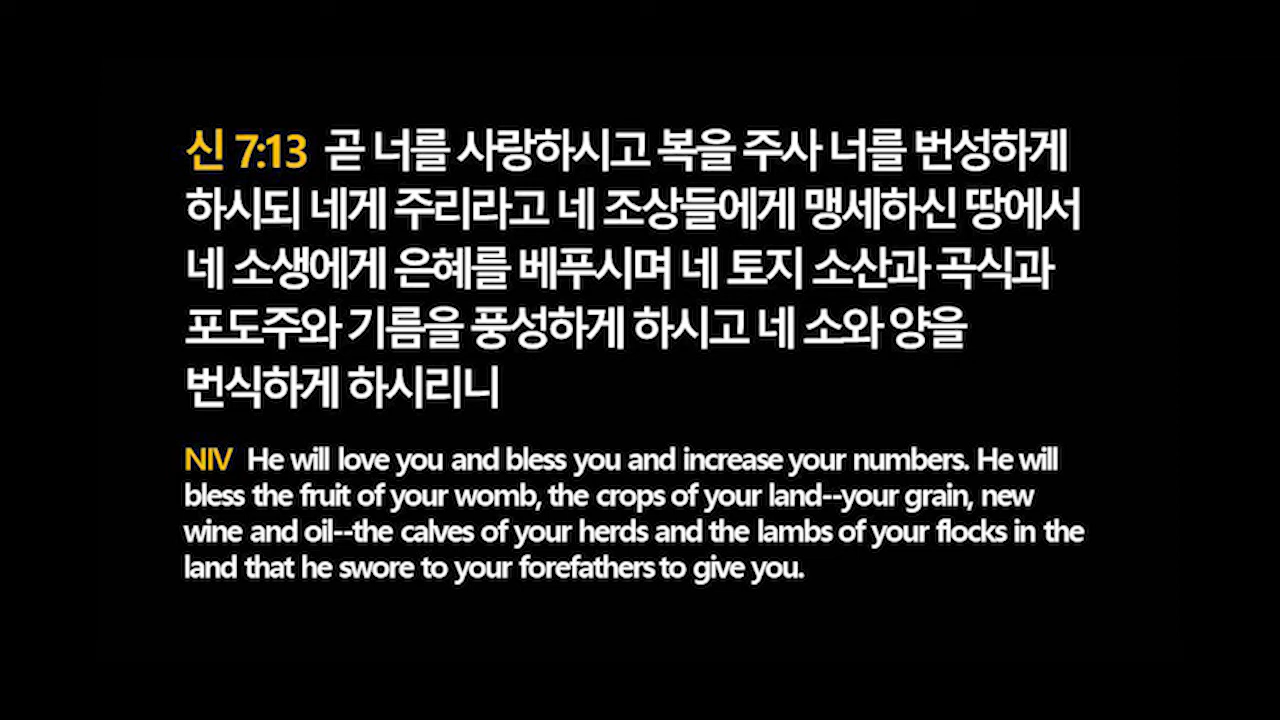 신 7:13 곧 너를 사랑하시고 복을 주사 너를 번성하게
하시되 네게 주리라고 네 조상들에게 맹세하신 땅에서
네 소생에게 은혜를 베푸시며 네 토지 소산과 곡식과
포도주와 기름을 풍성하게 하시고 네 소와 양을
번식하게 하시리니
NIV He will love you and bless you and increase your numbers. He will
bless the fruit of your womb, the crops of your land--your grain, new
wine and oil--the calves of your herds and the lambs of your flocks in the
land that he swore to your forefathers to give you.